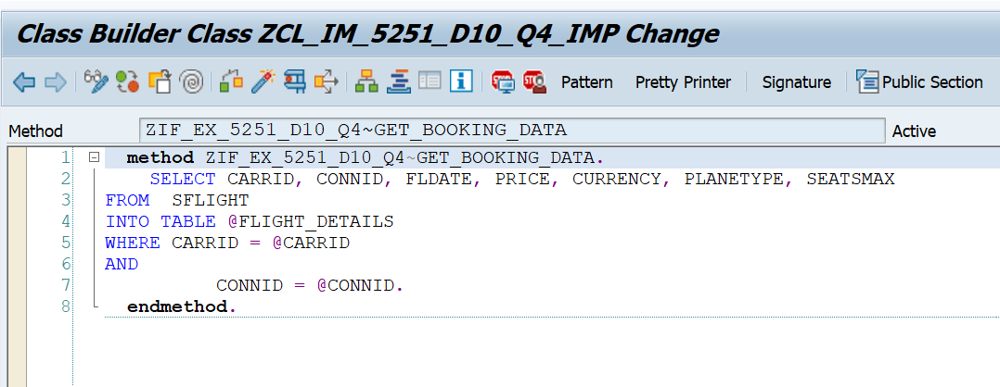 Class Builder Class ZCL_IM_5251_D10_Q4_IMP Change
Pattern Pretty Printer Signature Public Section
Method ZIF_EX_5251_D10_Q4~GET_BOOKING_DATA Active
1 method ZIF_EX_5251_D10_Q4~GET_BOOKING_DATA.
2 SELECT CARRID, CONNID, FLDATE, PRICE, CURRENCY, PLANETYPE, SEATSMAX
3 FROM SFLIGHT
4 INTO TABLE @FLIGHT_DETAILS
5 WHERE CARRID = @CARRID
6 AND
7 CONNID = @CONNID.
8 endmethod.